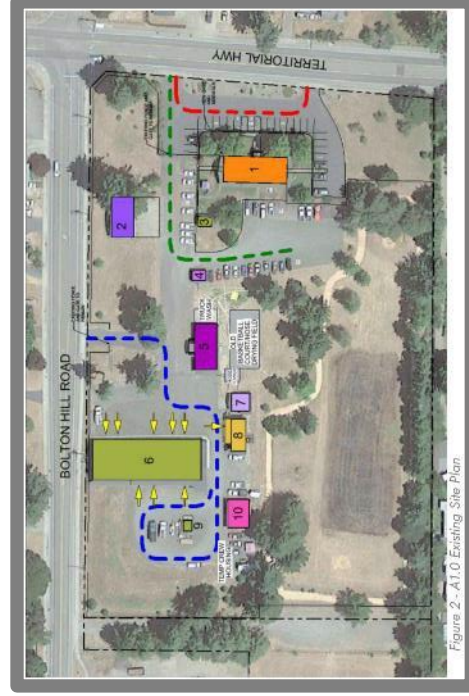 BOLTON HILL ROAD
TERRITORIAL HWY
1
2
3
4
5
6
7
8
9
10
TRUCK
WASH
OLD
BASKETBALL
COURT/HOSE
DRYING FIELD
TEMP CREW
HOUSING
Figure 2 - A1.0 Existing Site Plan